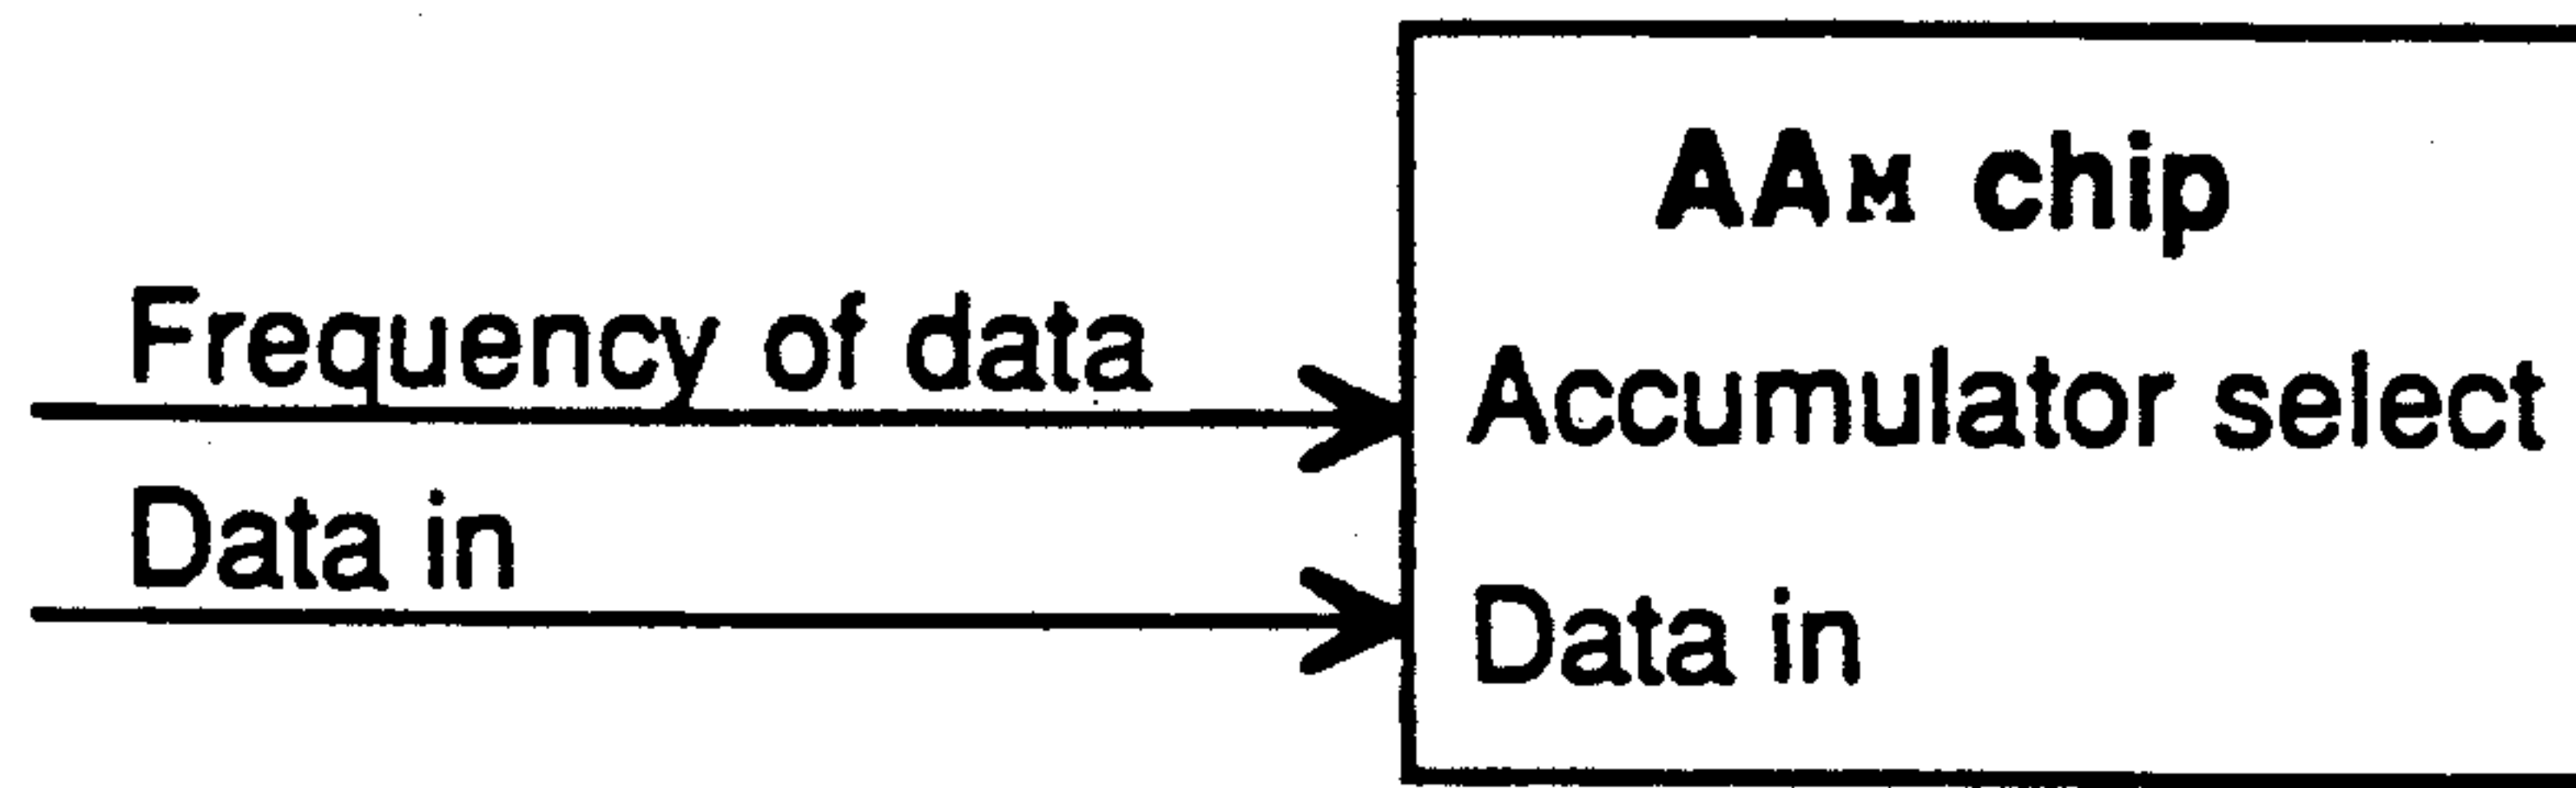 AAM chip
Frequency of data
Accumulator select
Data in
Data in